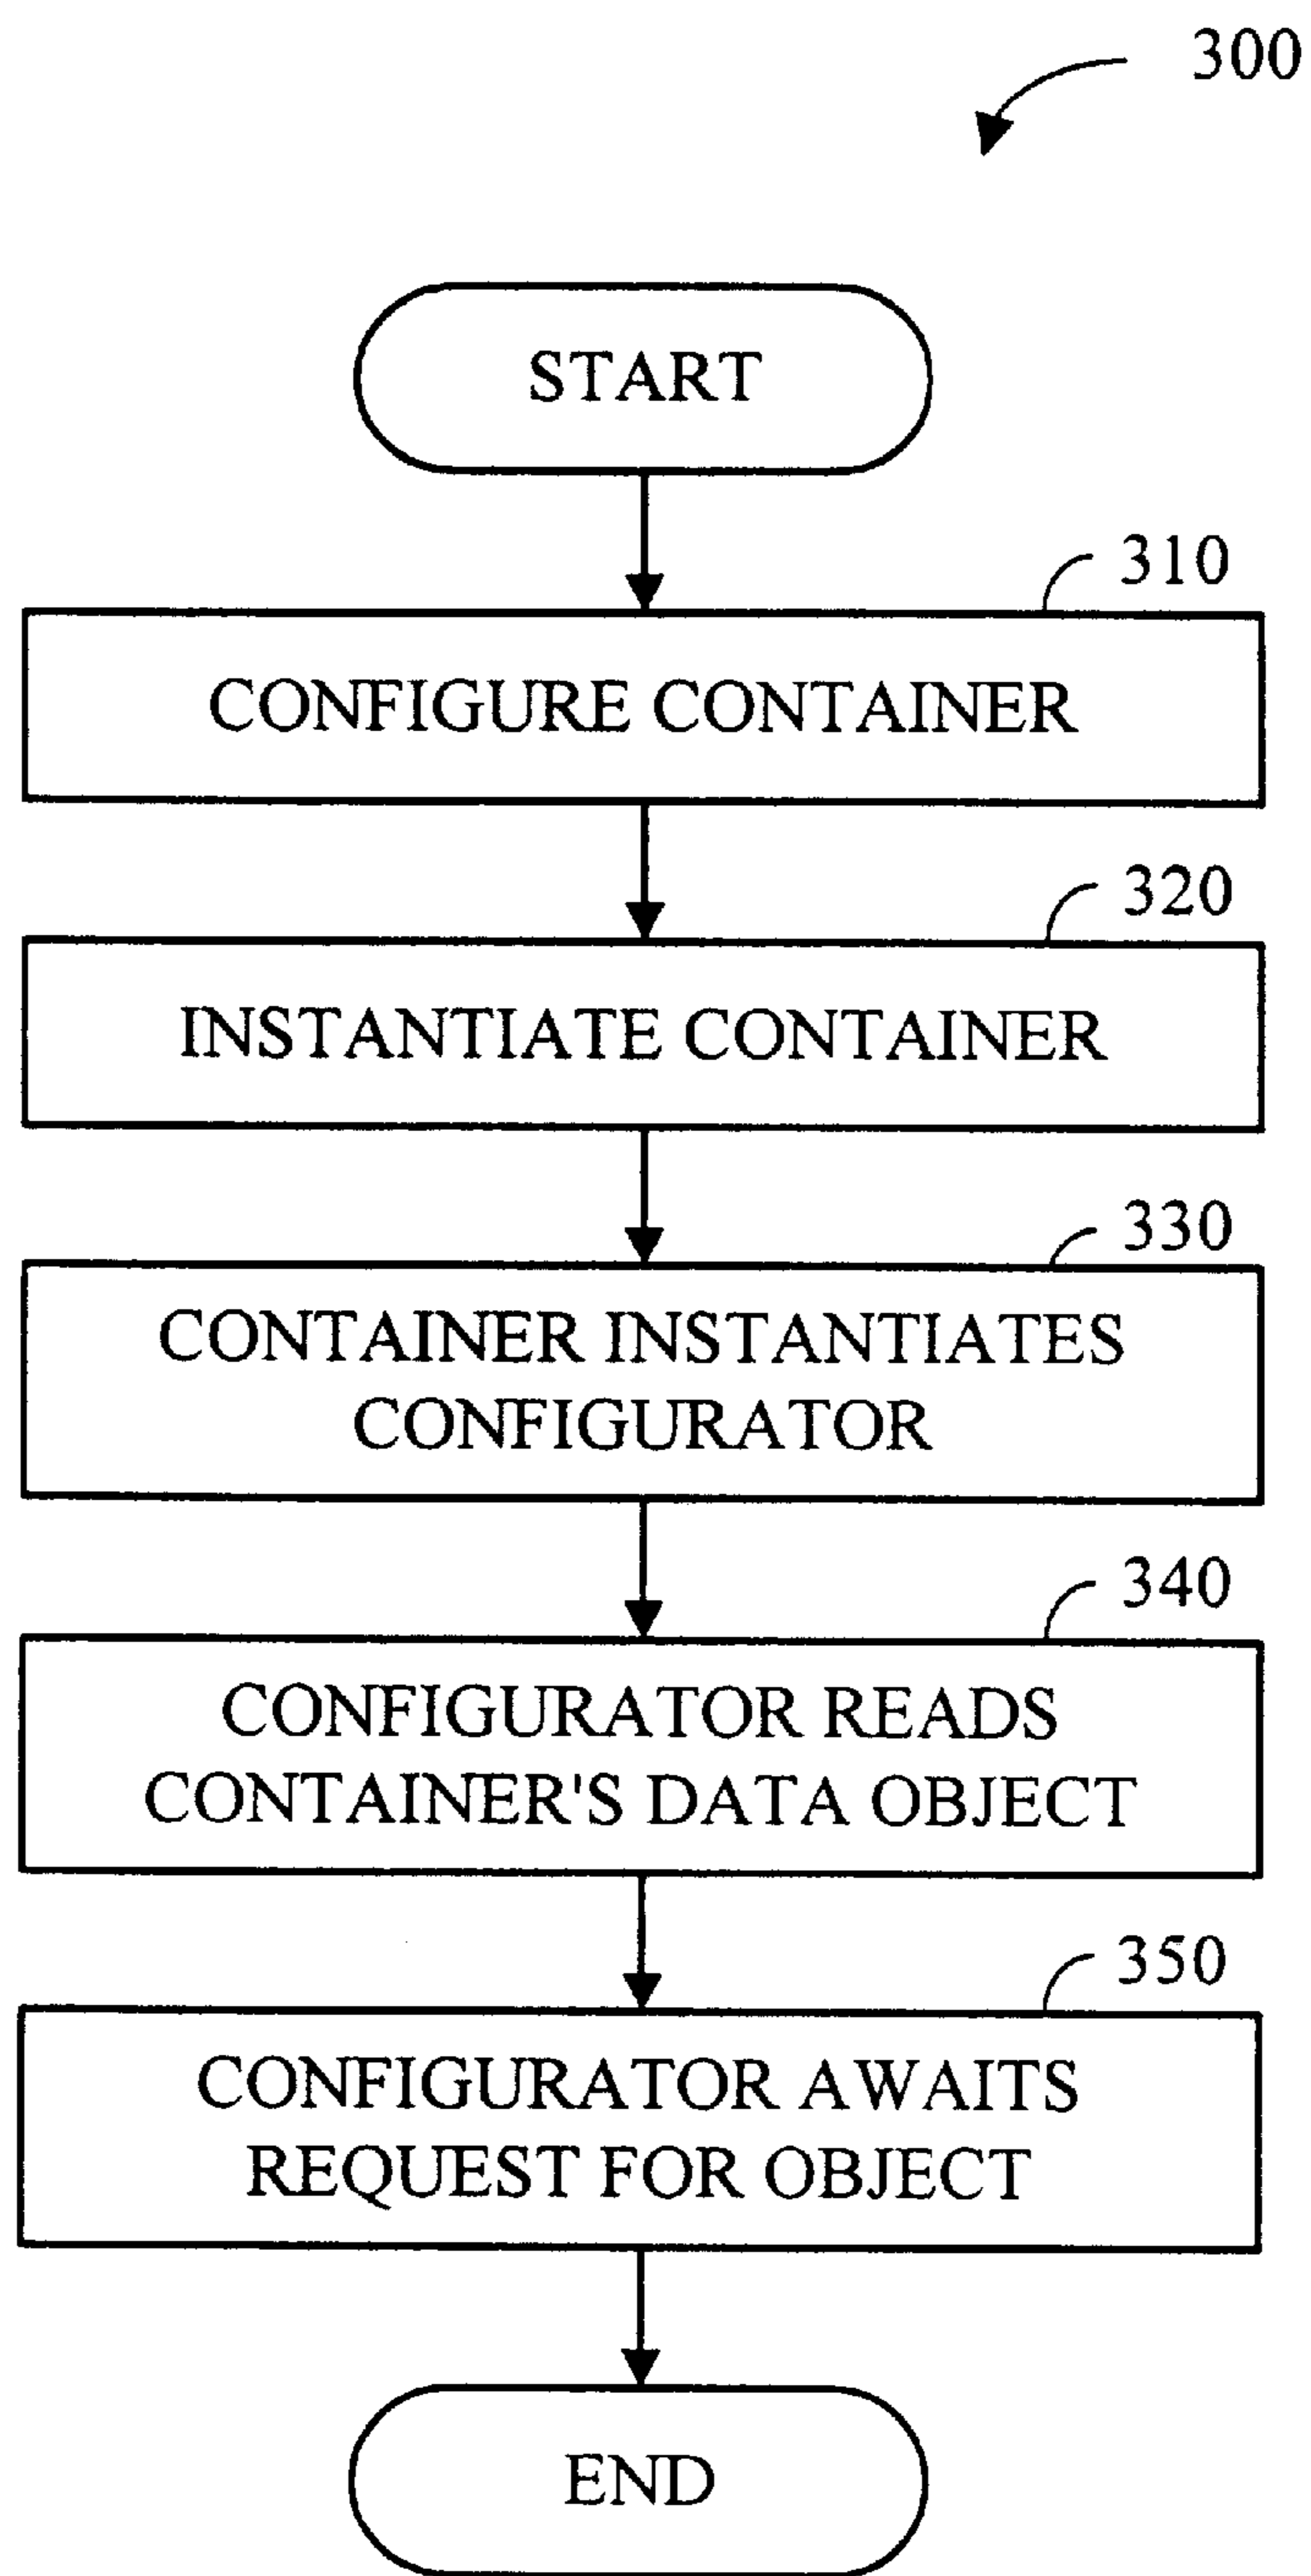 300
START
310
CONFIGURE CONTAINER
320
INSTANTIATE CONTAINER
330
CONTAINER INSTANTIATES
CONFIGURATOR
340
CONFIGURATOR READS
CONTAINER'S DATA OBJECT
350
CONFIGURATOR AWAITS
REQUEST FOR OBJECT
END